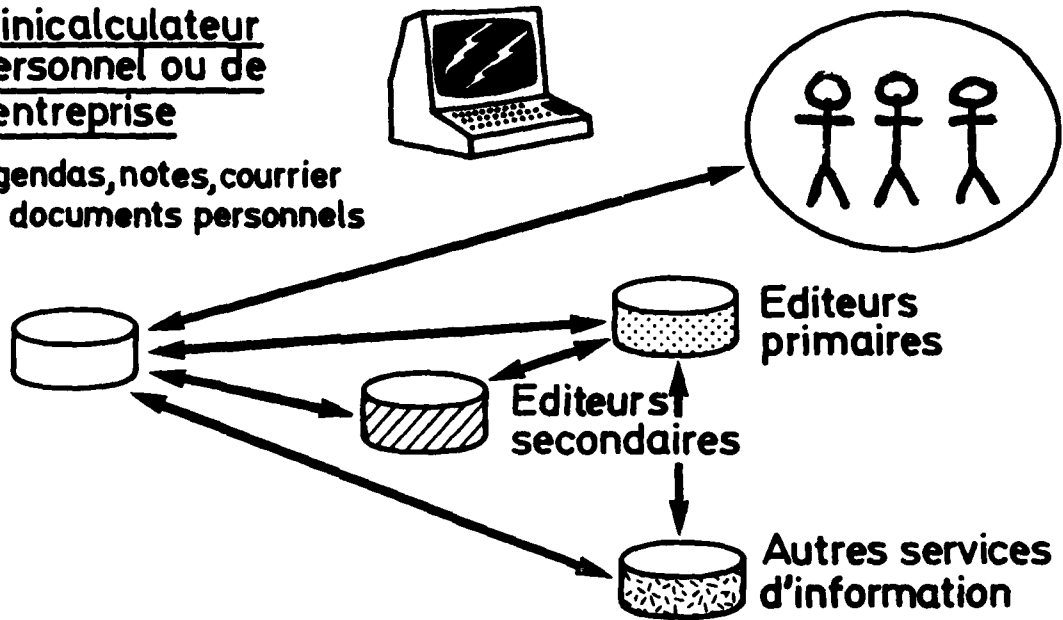 inicalculateur
ersonnel ou de
entreprise
gendas, notes, courrier
documents personnels
Editeurs
primaires
Editeurs
secondaires
Autres services
d'information